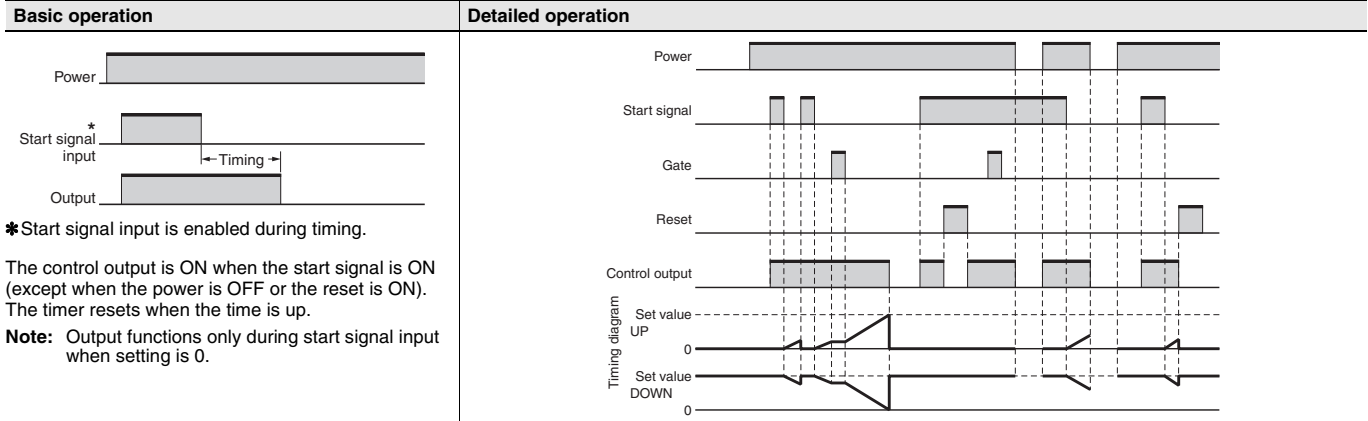 Basic operation
Detailed operation
Power
*
Start signal
input
Timing
Output
✱Start signal input is enabled during timing.
The control output is ON when the start signal is ON
(except when the power is OFF or the reset is ON).
The timer resets when the time is up.
Note: Output functions only during start signal input
when setting is 0.
Power
Start signal
Gate
Reset
Control output
Timing diagram
Set value
UP
0
Set value
DOWN
0